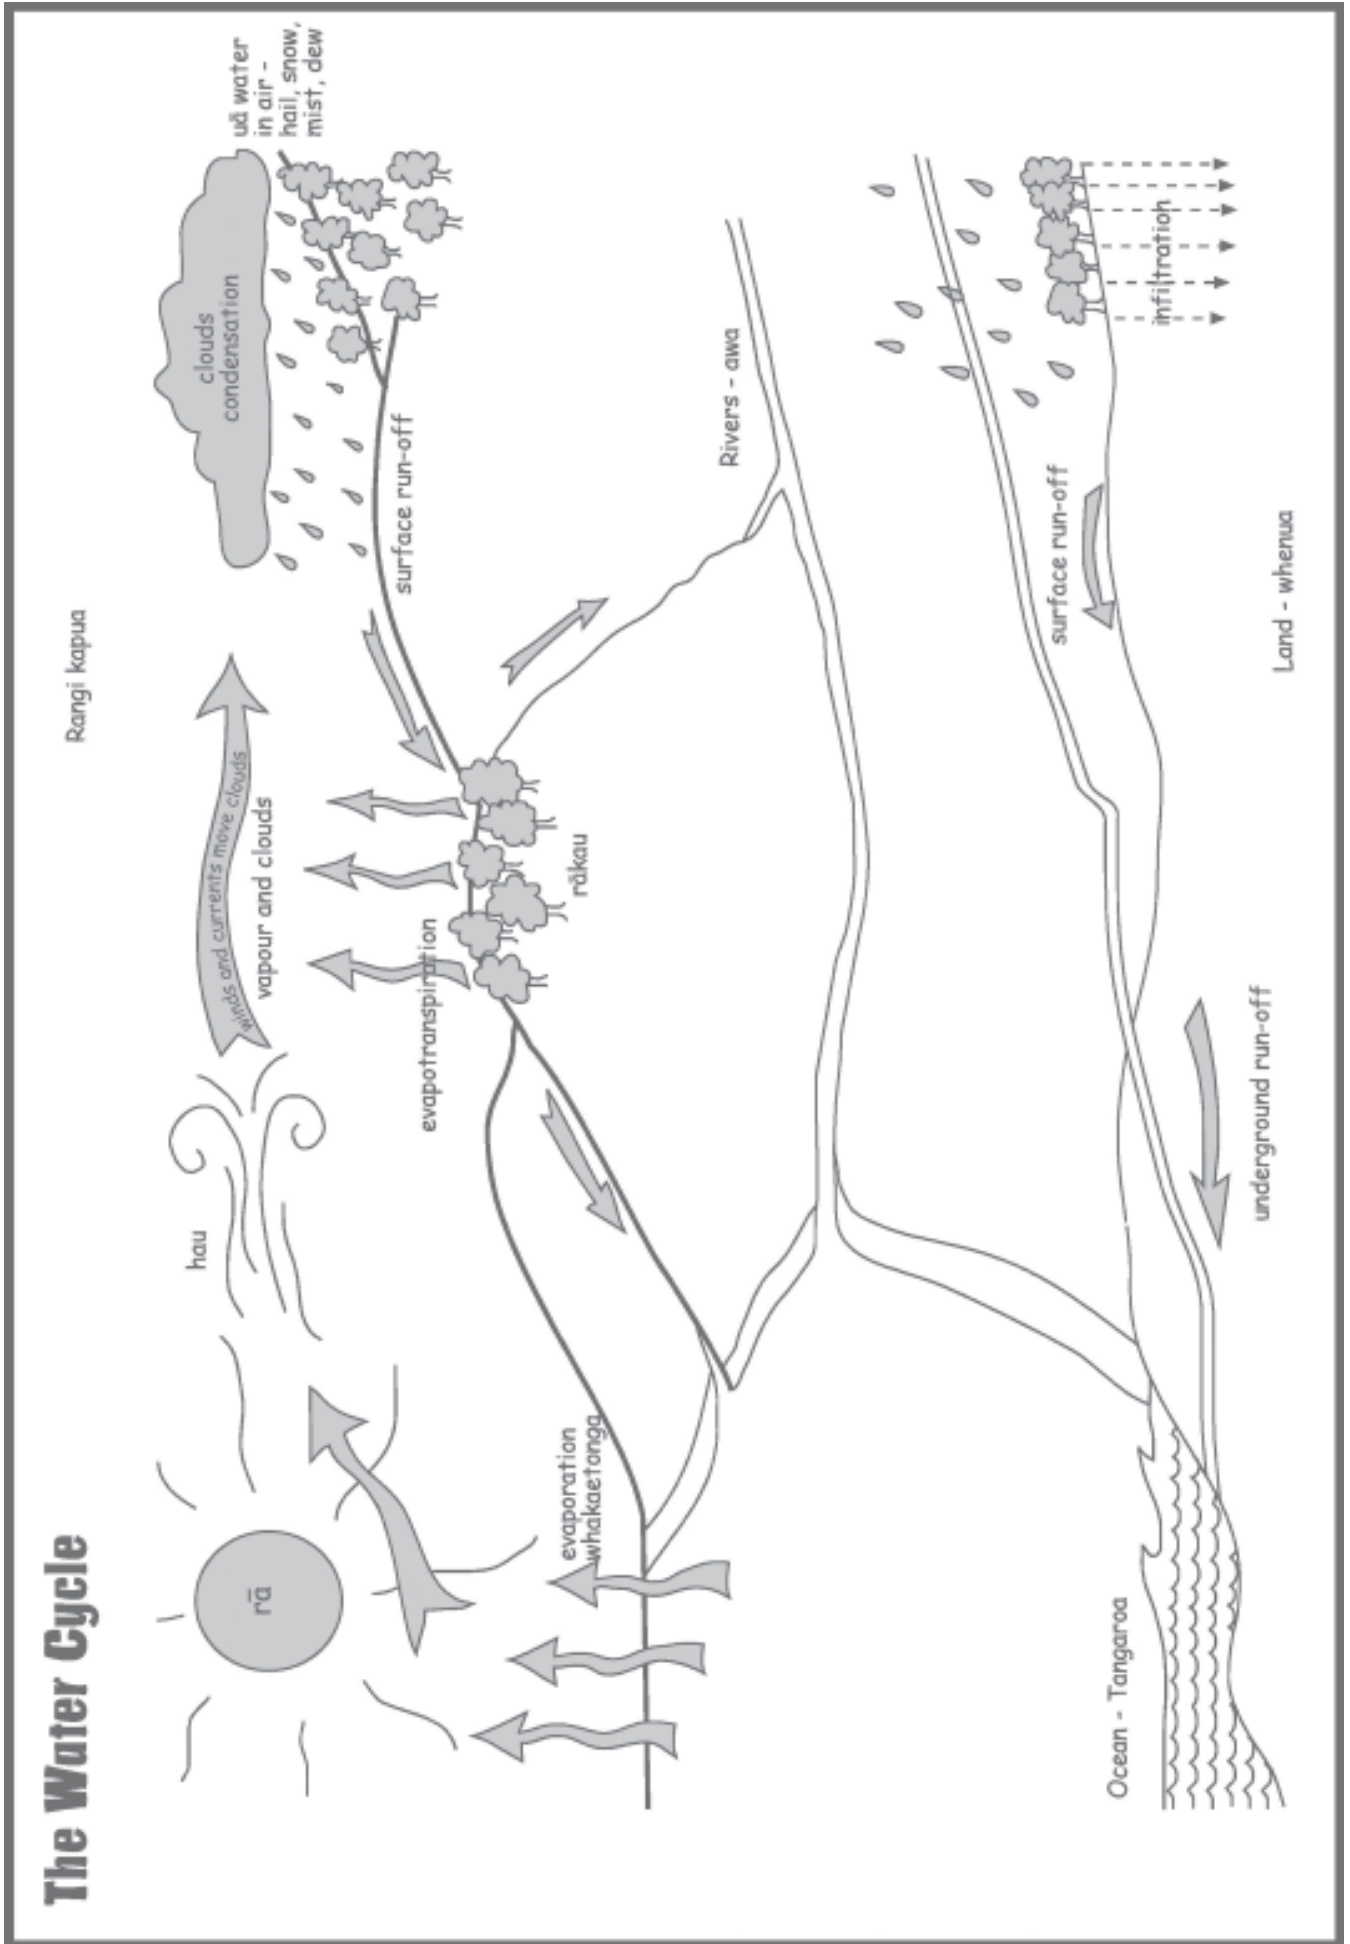 The Water Cycle
Rangi kapua
rā
hau
winds and currents move clouds
vapour and clouds
clouds
condensation
uā water
in air -
hail, snow,
mist, dew
evapotranspiration
surface run-off
evaporation
whakaetonga
rākau
Rivers - awa
surface run-off
infiltration
Ocean - Tangaroa
underground run-off
Land - whenua